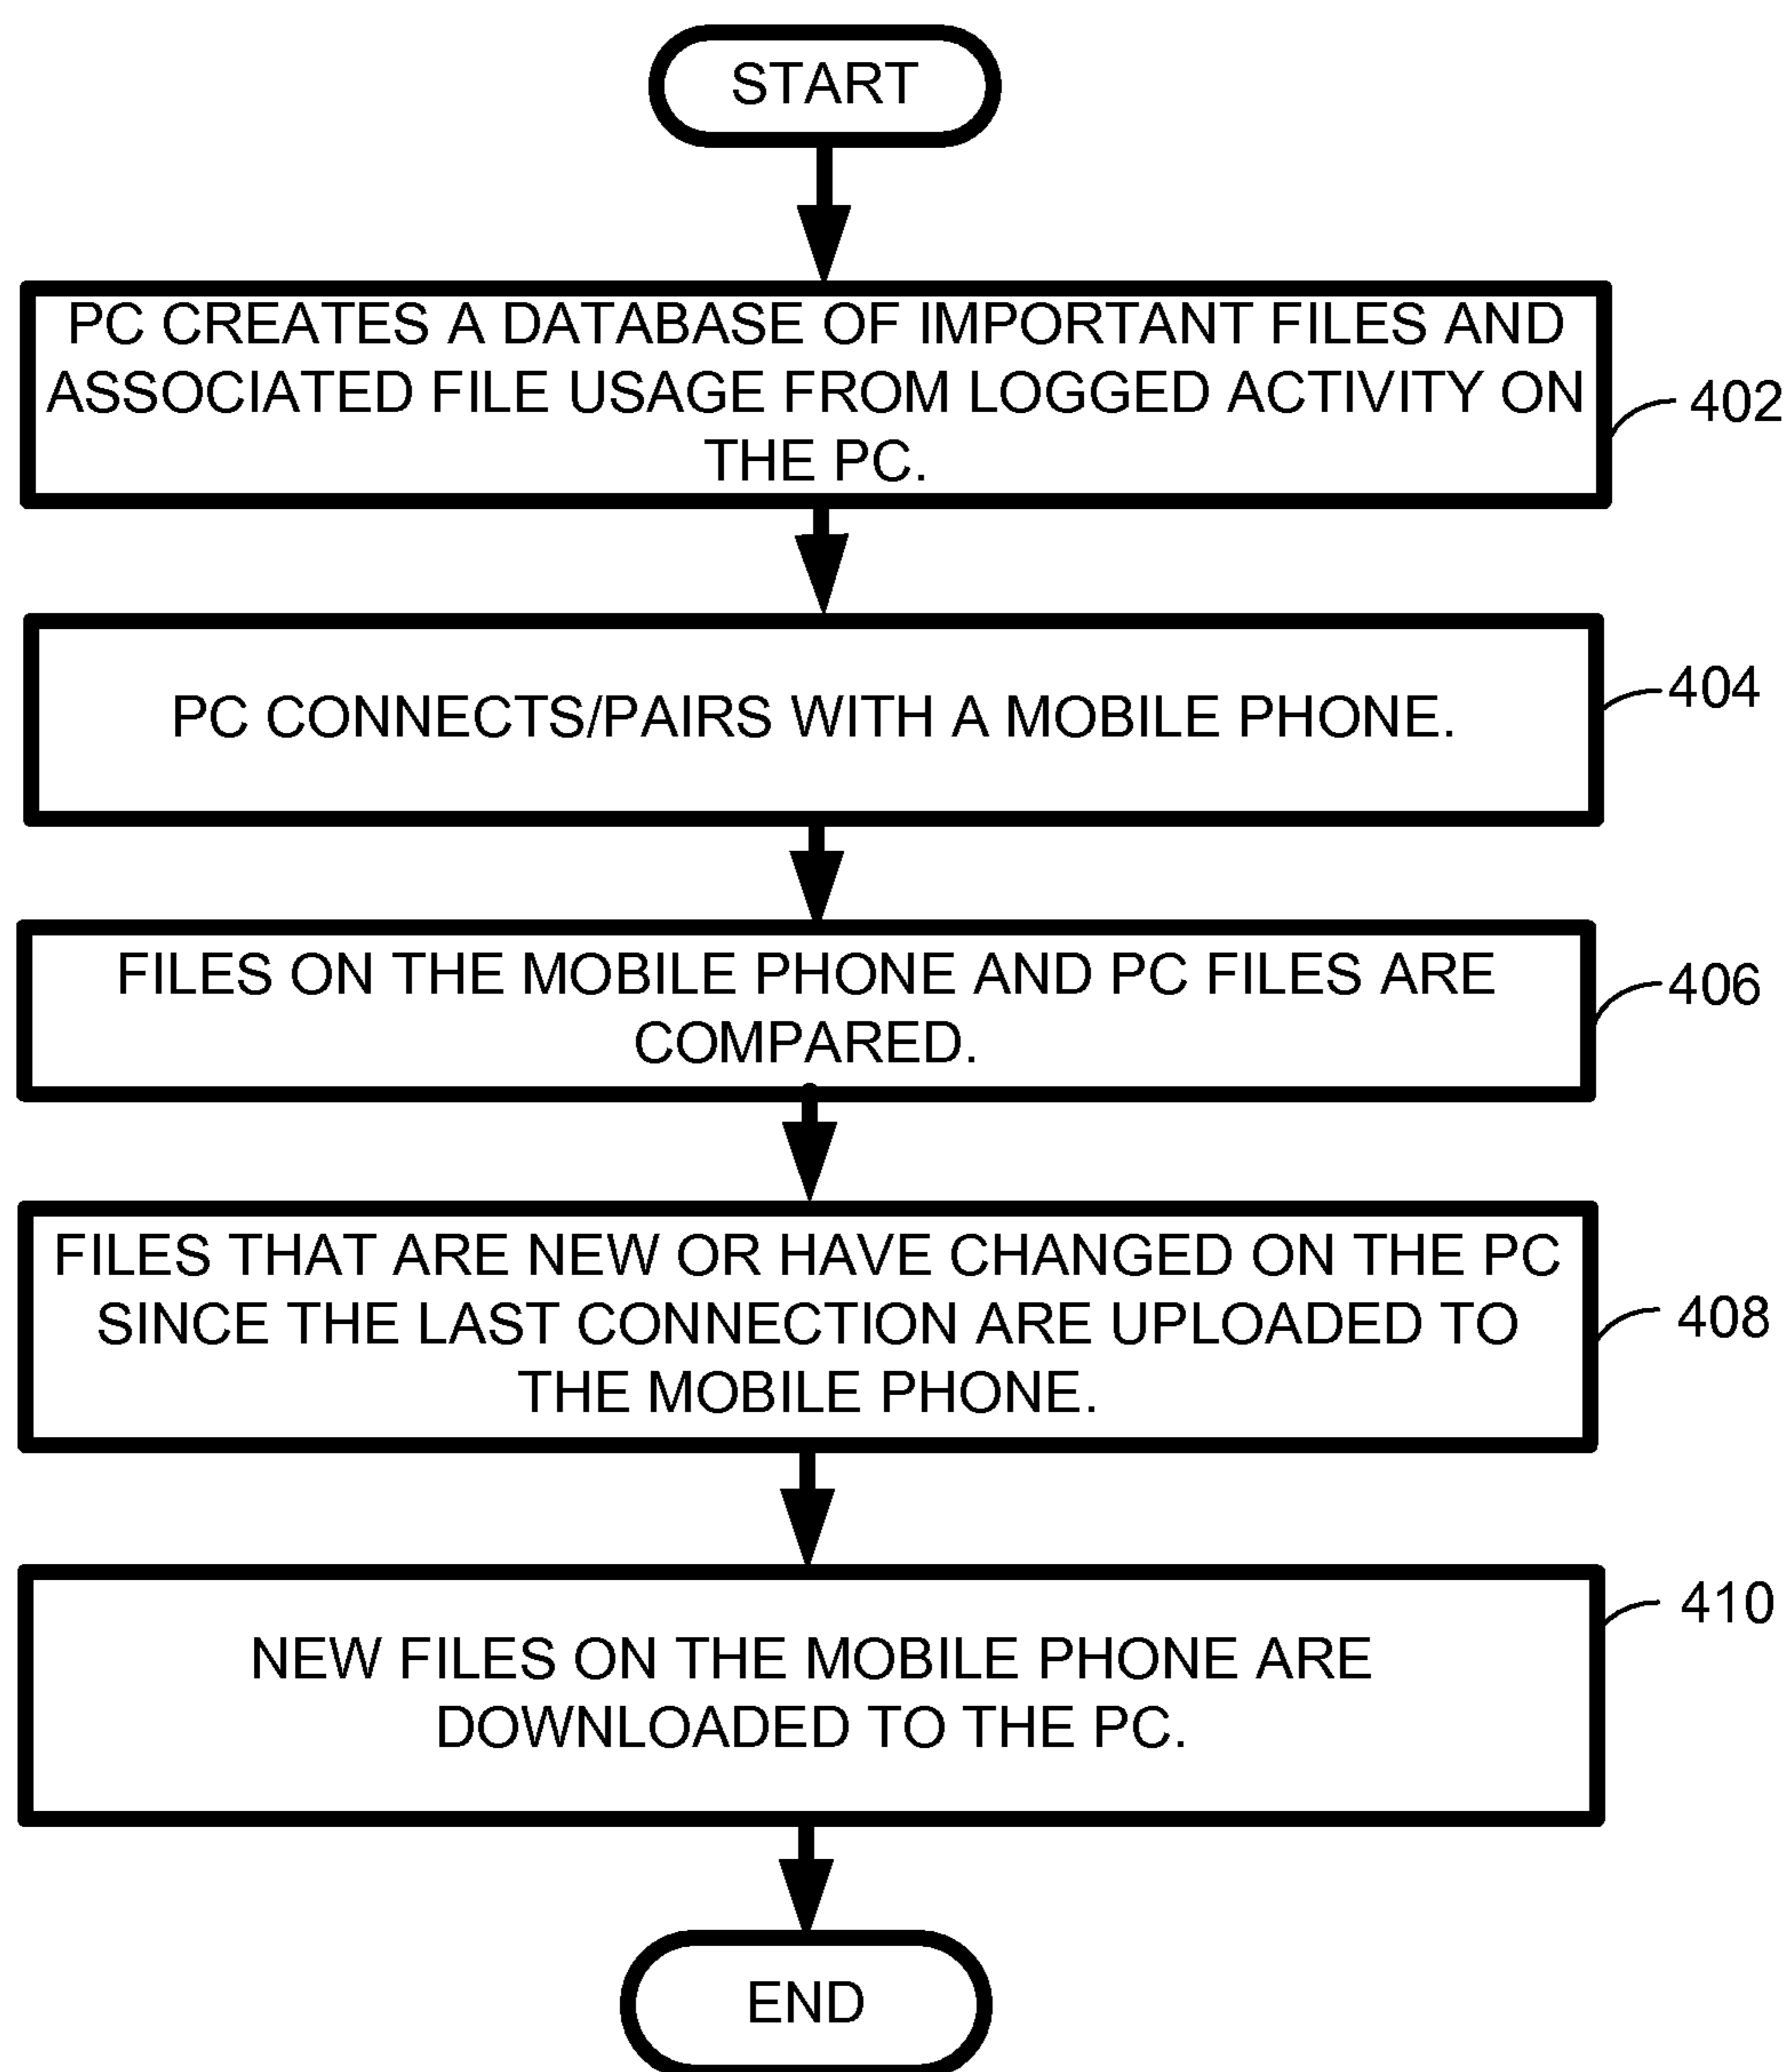 START
PC CREATES A DATABASE OF IMPORTANT FILES AND
ASSOCIATED FILE USAGE FROM LOGGED ACTIVITY ON
THE PC.
402
PC CONNECTS/PAIRS WITH A MOBILE PHONE.
404
FILES ON THE MOBILE PHONE AND PC FILES ARE
COMPARED.
406
FILES THAT ARE NEW OR HAVE CHANGED ON THE PC
SINCE THE LAST CONNECTION ARE UPLOADED TO
THE MOBILE PHONE.
408
NEW FILES ON THE MOBILE PHONE ARE
DOWNLOADED TO THE PC.
410
END